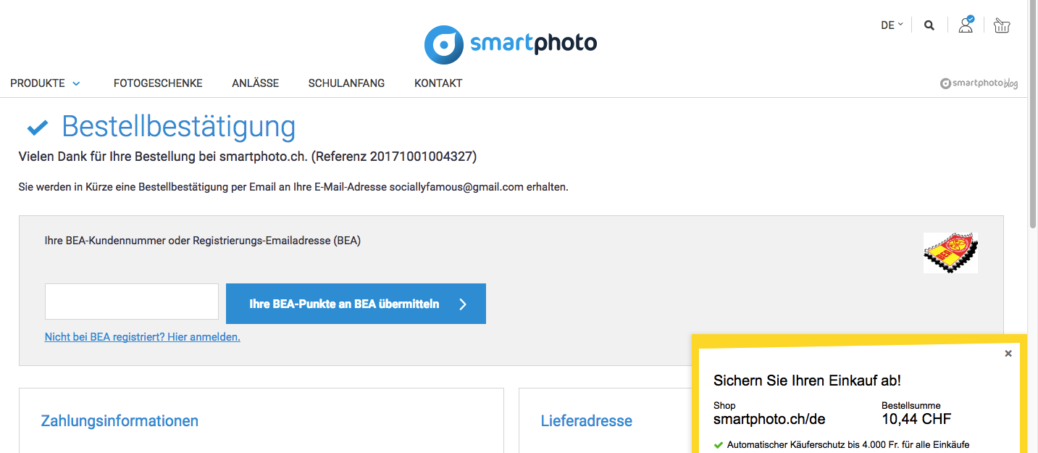 smartphoto
DE
PRODUKTE FOTOGESCHENKE ANLÄSSE SCHULANFANG KONTAKT
smartphoto blog
Bestellbestätigung
Vielen Dank für Ihre Bestellung bei smartphoto.ch. (Referenz 20171001004327)
Sie werden in Kürze eine Bestellbestätigung per Email an Ihre E-Mail-Adresse sociallyfamous@gmail.com erhalten.
Ihre BEA-Kundennummer oder Registrierungs-Emailadresse (BEA)
Ihre BEA-Punkte an BEA übermitteln
Nicht bei BEA registriert? Hier anmelden.
Zahlungsinformationen
Lieferadresse
Sichern Sie Ihren Einkauf ab!
Shop Bestellsumme
smartphoto.ch/de 10,44 CHF
Automatischer Käuferschutz bis 4.000 Fr. für alle Einkäufe